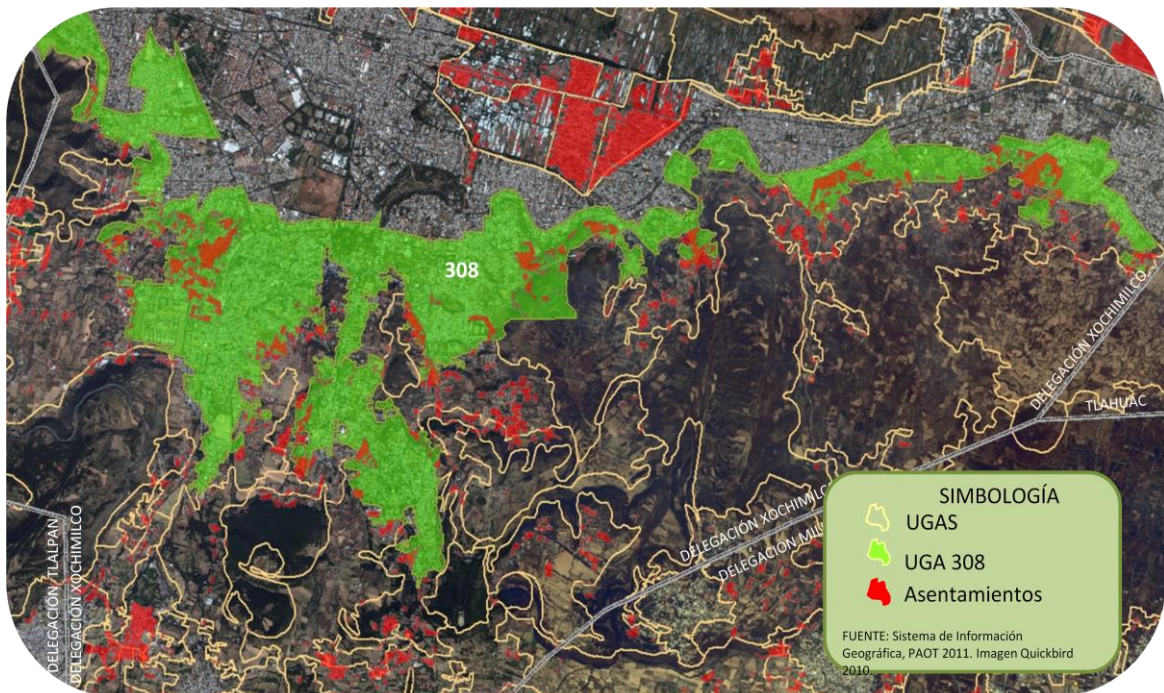 308
DELEGACIÓN XOCHIMILCO
TLAHUAC
DELEGACIÓN XOCHIMILCO
DELEGACIÓN
DELEGACIÓN TLALPAN
DELEGACIÓN XOCHIMILCO
SIMBOLOGÍA
UGAS
UGA 308
Asentamientos
FUENTE: Sistema de Información
Geográfica, PAOT 2011. Imagen Quickbird
2010.